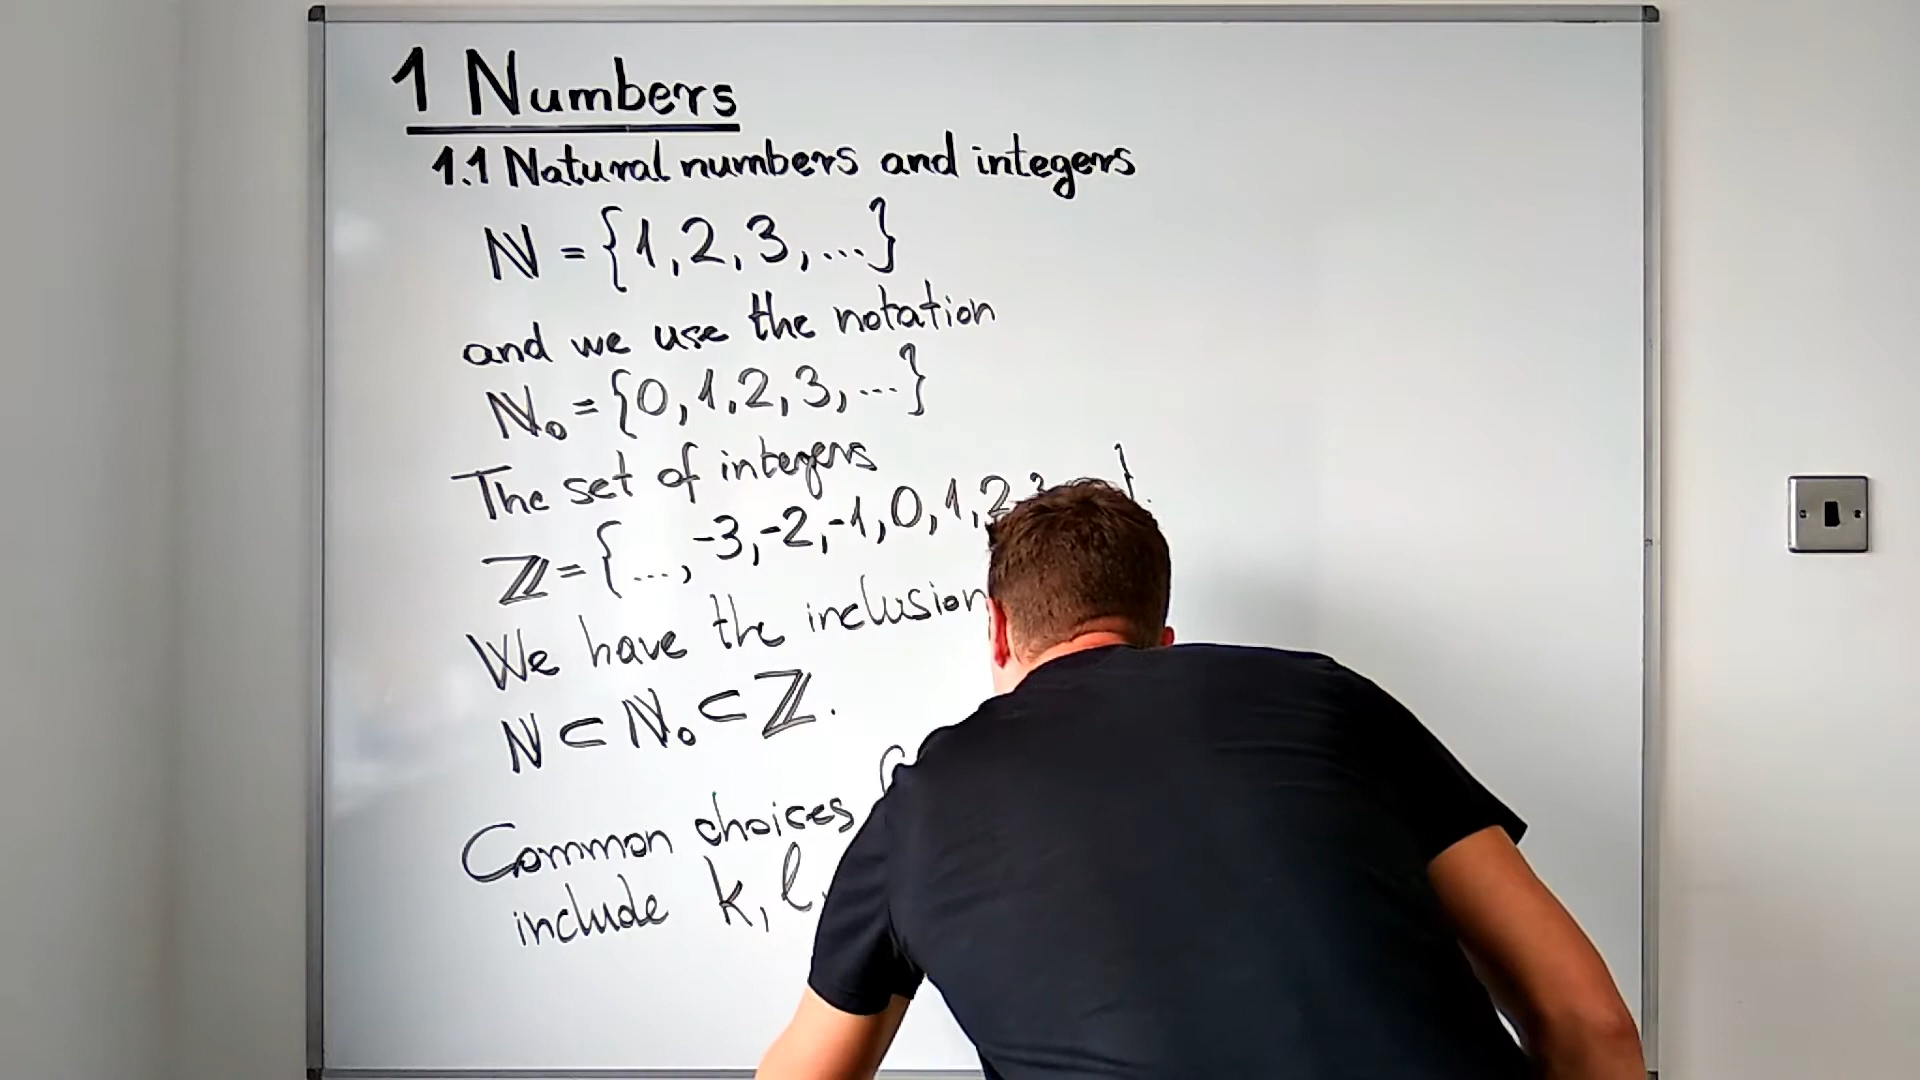 1 Numbers
1.1 Natural numbers and integers
ℕ = {1, 2, 3, ...}
and we use the notation
ℕ₀ = {0, 1, 2, 3, ...}
The set of integers
ℤ = {..., -3, -2, -1, 0, 1, 2, 3 }.
We have the inclusion
ℕ ⊂ ℕ₀ ⊂ ℤ.
Common choices
include k, l,